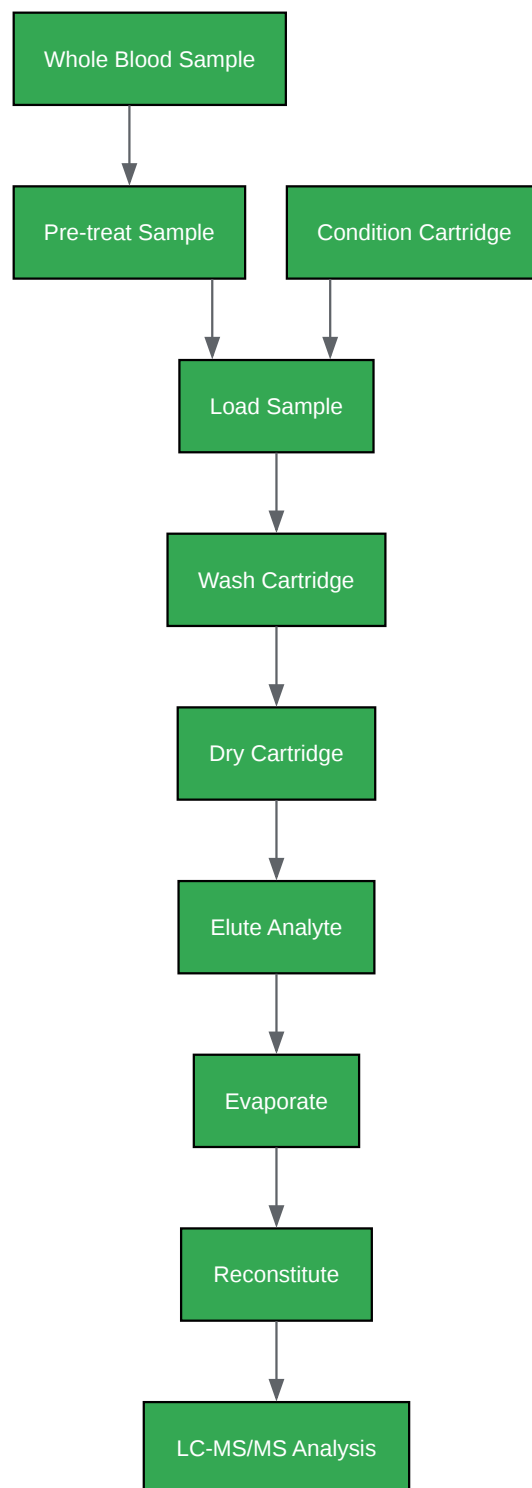 Whole Blood Sample
Pre-treat Sample
Condition Cartridge
Load Sample
Wash Cartridge
Dry Cartridge
Elute Analyte
Evaporate
Reconstitute
LC-MS/MS Analysis